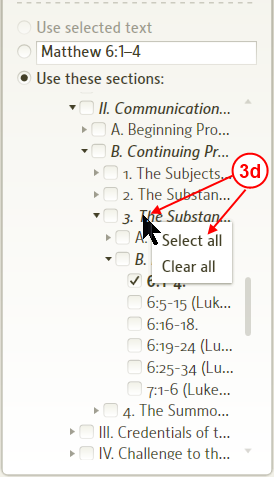 Use selected text
Matthew 6:1–4
Use these sections:
II. Communication...
A. Beginning Pro...
B. Continuing Pr...
1. The Subjects,...
2. The Substan...
3. The Substan...
3d
A.
Select all
B.
Clear all
6:1-4.
6:5-15 (Luk...
6:16-18.
6:19-24 (Lu...
6:25-34 (Lu...
7:1-6 (Luke...
4. The Summo...
III. Credentials of t...
IV. Challenge to th...